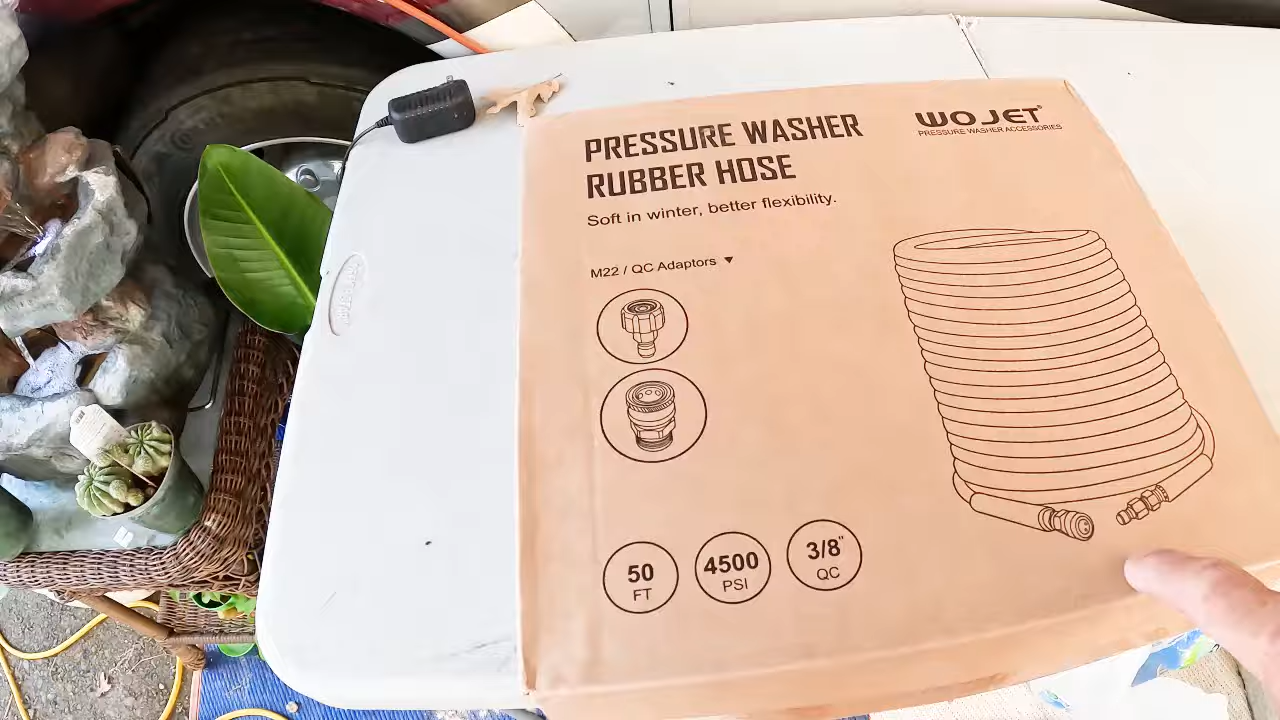 PRESSURE WASHER
RUBBER HOSE
Soft in winter, better flexibility.
WOJET®
PRESSURE WASHER ACCESSORIES
M22 / QC Adaptors ▼
50
FT
4500
PSI
3/8"
QC